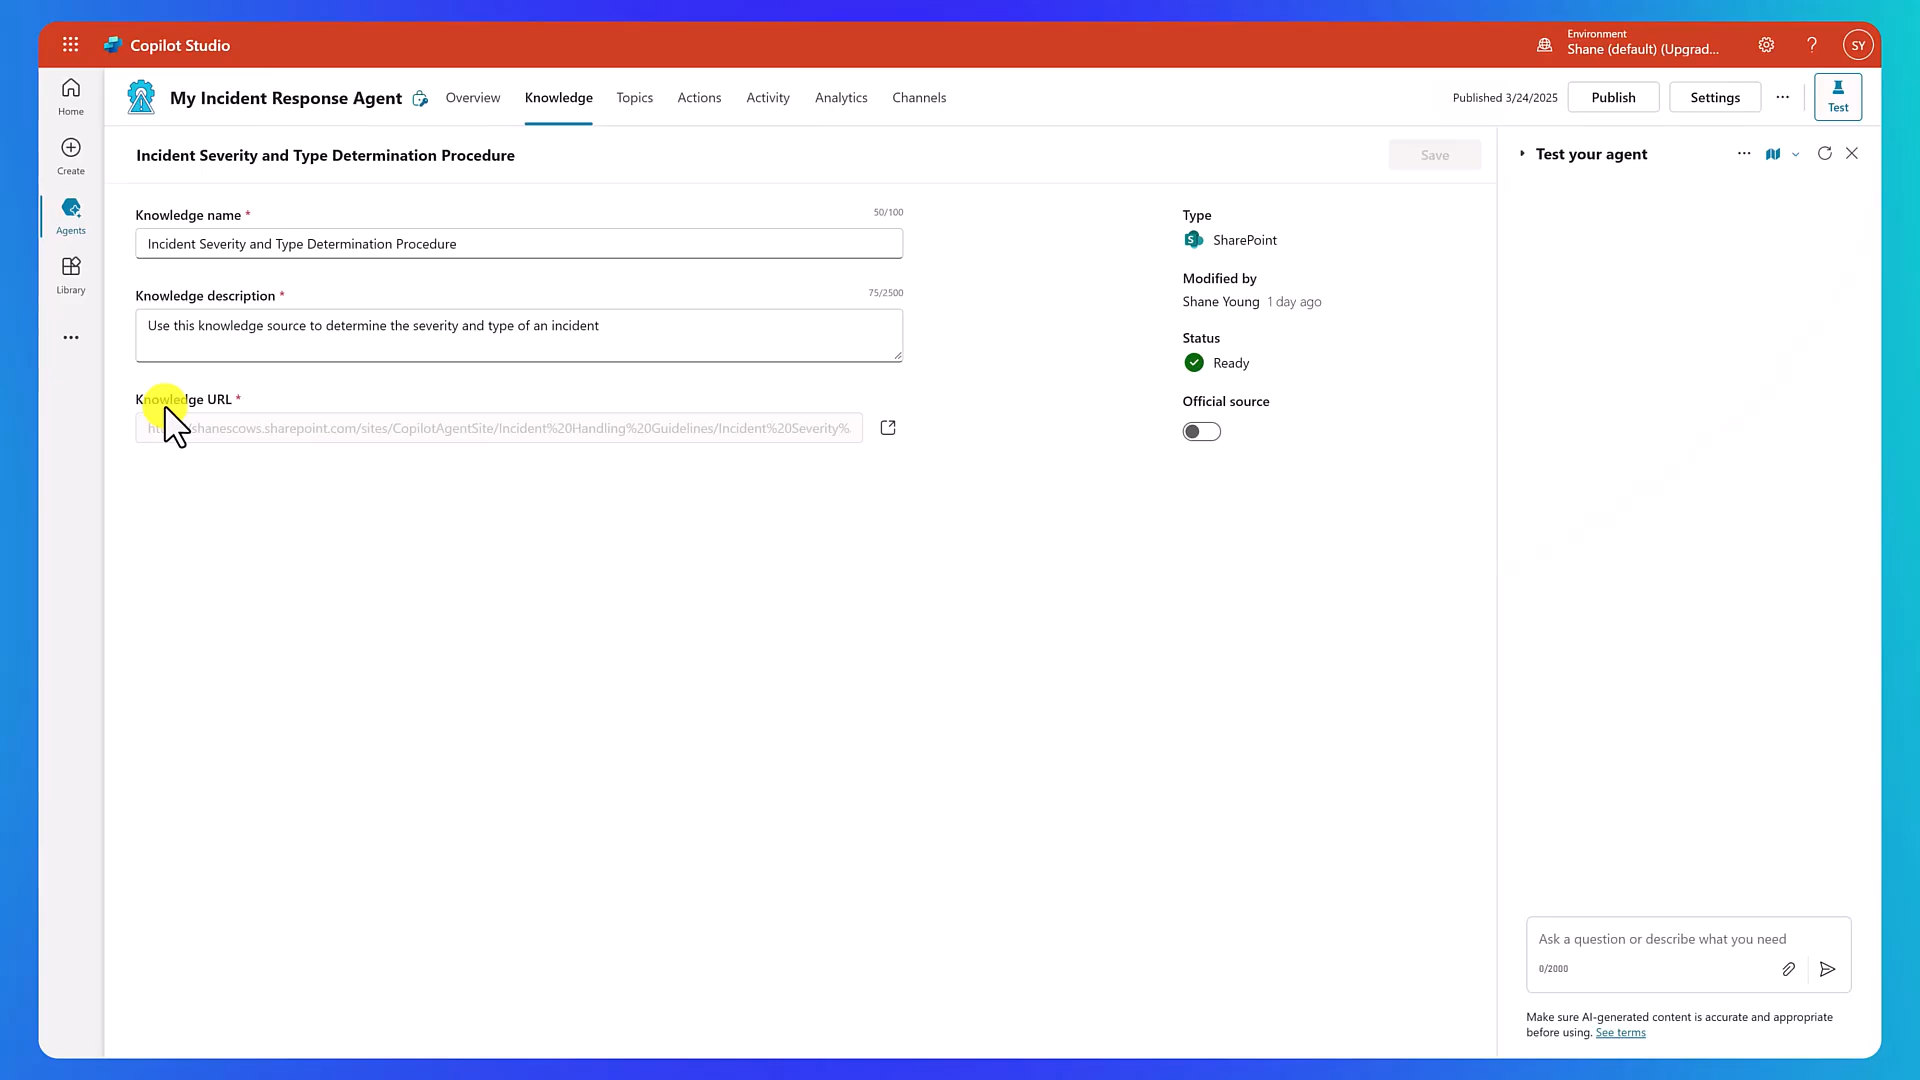 Copilot Studio
Environment
Shane (default) (Upgrad...
?
SY
Home
Create
Agents
Library
My Incident Response Agent
Overview
Knowledge
Topics
Actions
Activity
Analytics
Channels
Published 3/24/2025
Publish
Settings
Test
Incident Severity and Type Determination Procedure
Save
Knowledge name *
50/100
Incident Severity and Type Determination Procedure
Knowledge description *
75/2500
Use this knowledge source to determine the severity and type of an incident
Knowledge URL *
shanescows.sharepoint.com/sites/CopilotAgentSite/Incident%20Handling%20Guidelines/Incident%20Severity%
Type
SharePoint
Modified by
Shane Young 1 day ago
Status
Ready
Official source
Test your agent
Ask a question or describe what you need
0/2000
Make sure AI-generated content is accurate and appropriate
before using. See terms